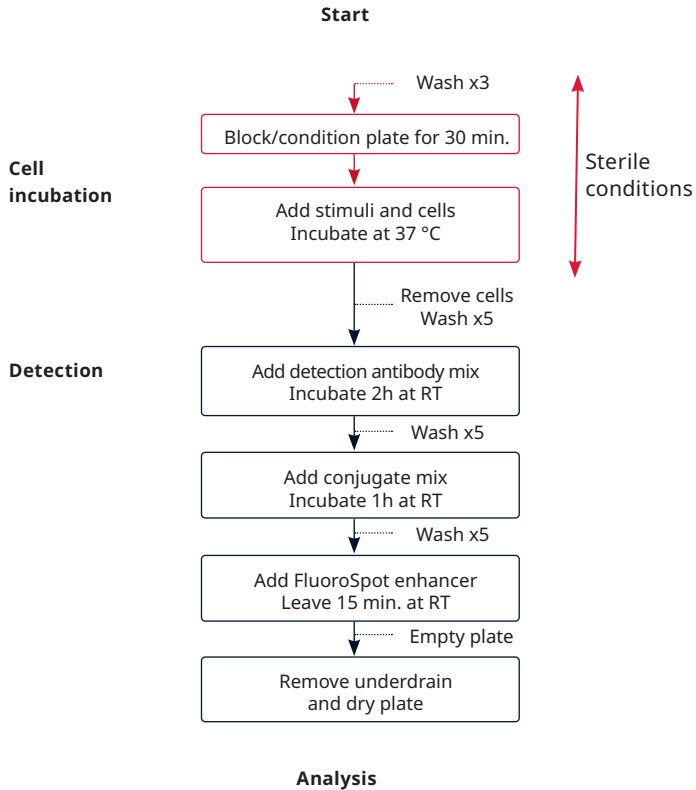 Start
Wash x3
Block/condition plate for 30 min.
Cell
incubation
Sterile
conditions
Add stimuli and cells
Incubate at 37 °C
Remove cells
Wash x5
Detection
Add detection antibody mix
Incubate 2h at RT
Wash x5
Add conjugate mix
Incubate 1h at RT
Wash x5
Add FluoroSpot enhancer
Leave 15 min. at RT
Empty plate
Remove underdrain
and dry plate
Analysis